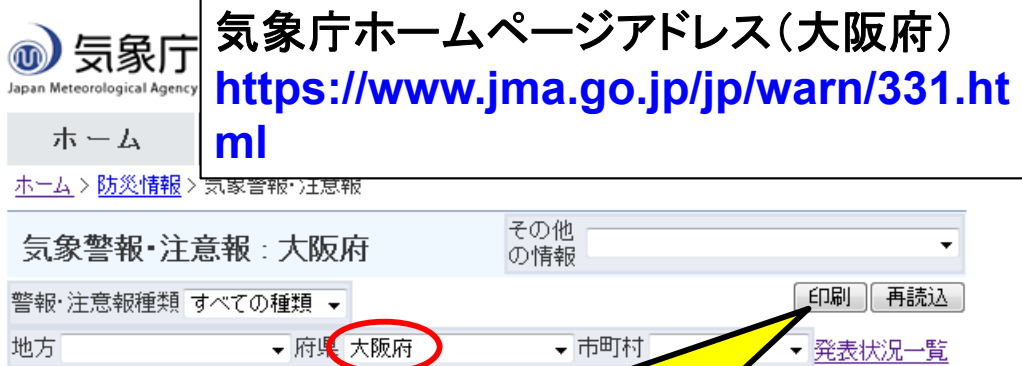 気象庁
Japan Meteorological Agency
気象庁ホームページアドレス(大阪府)
https://www.jma.go.jp/jp/warn/331.ht
ml
ホーム
ホーム > 防災情報 > 気象警報・注意報
気象警報・注意報 : 大阪府
その他
の情報
警報・注意報種類 すべての種類
印刷 再読込
地方 府県 大阪府 市町村 発表状況一覧